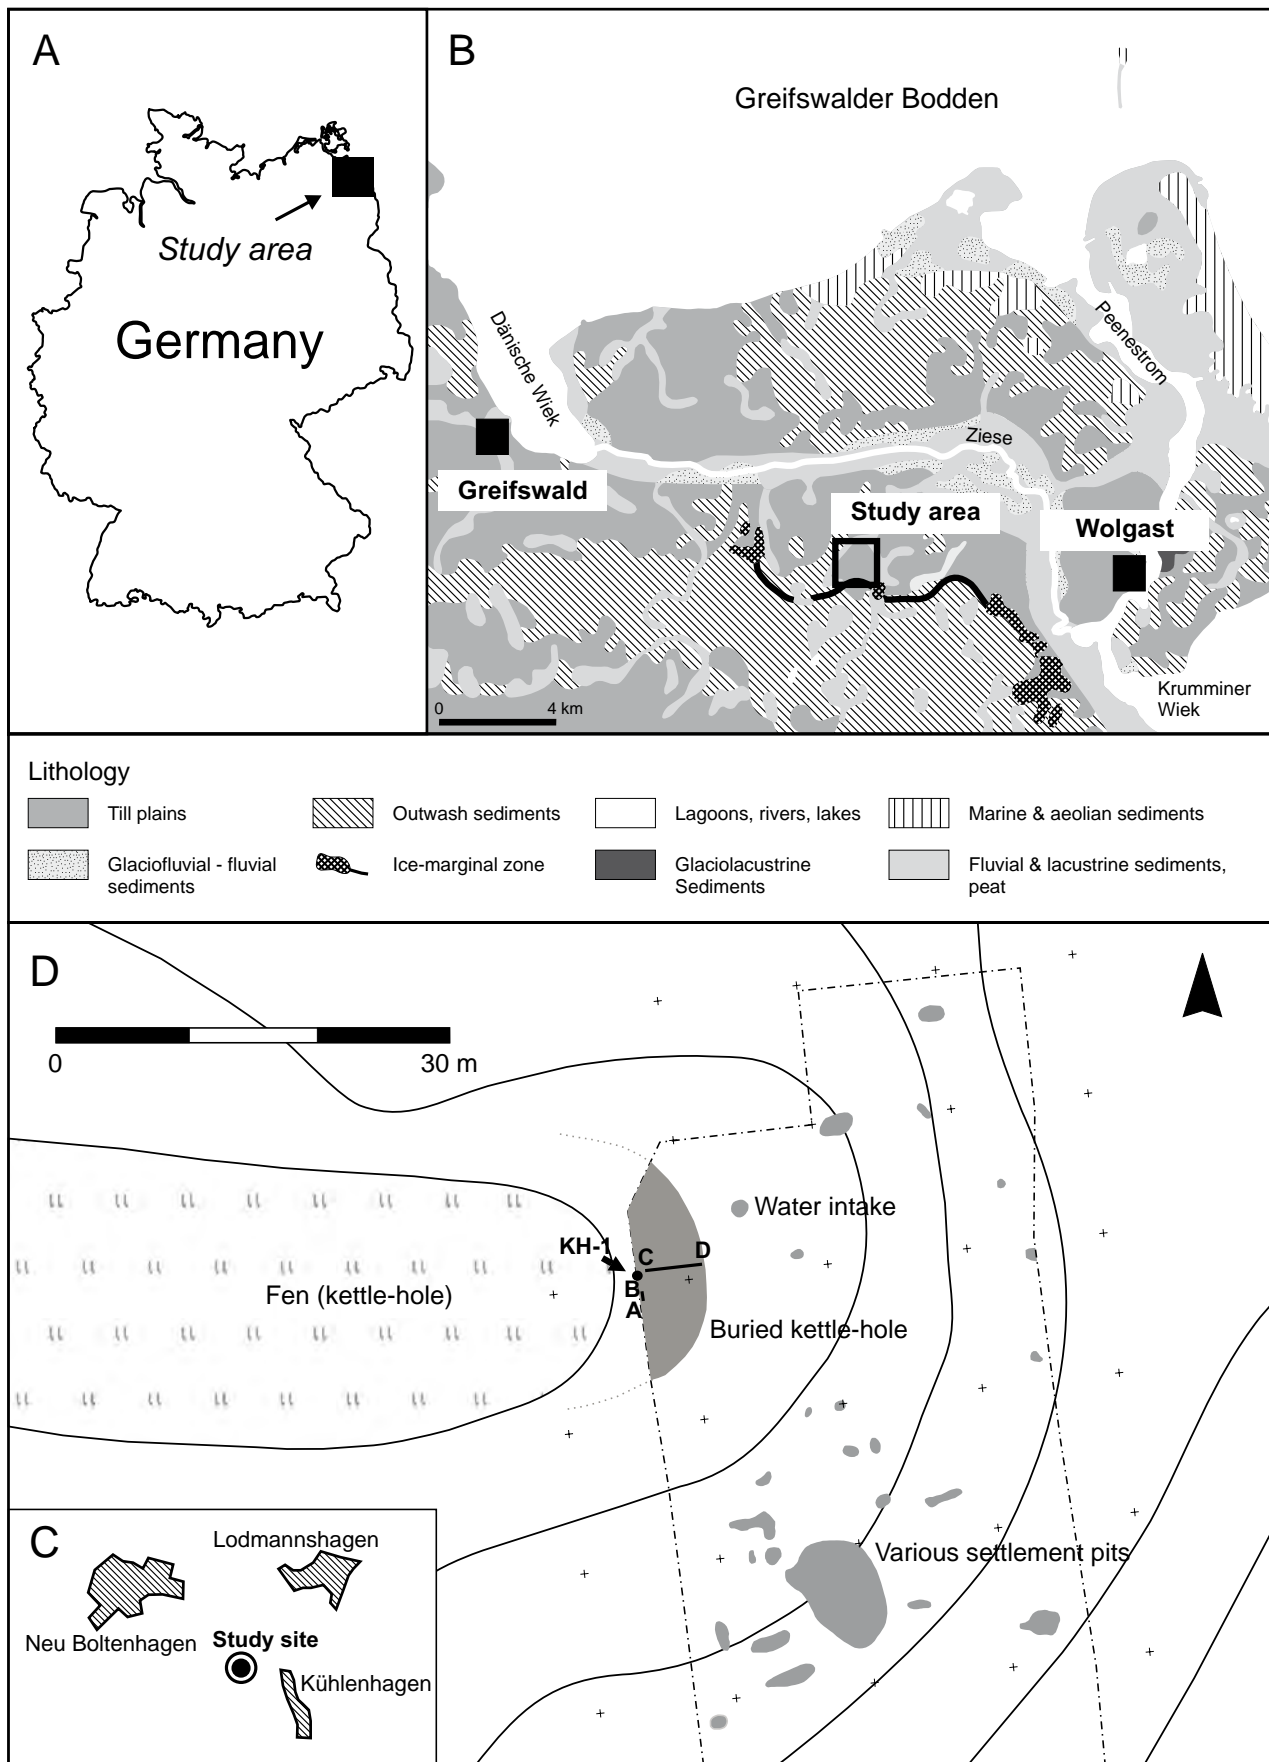 A
Study area
Germany
B
Greifswalder Bodden
Dänische Wiek
Peenestrom
Ziese
Greifswald
Study area
Wolgast
Krumminer
Wiek
0 4 km
Lithology
Till plains
Outwash sediments
Lagoons, rivers, lakes
Marine & aeolian sediments
Glaciofluvial - fluvial
sediments
Ice-marginal zone
Glaciolacustrine
Sediments
Fluvial & lacustrine sediments,
peat
D
0 30 m
Water intake
KH-1
C
D
B
A
Fen (kettle-hole)
Buried kettle-hole
Various settlement pits
C
Lodmannshagen
Neu Boltenhagen
Study site
Kühlenhagen